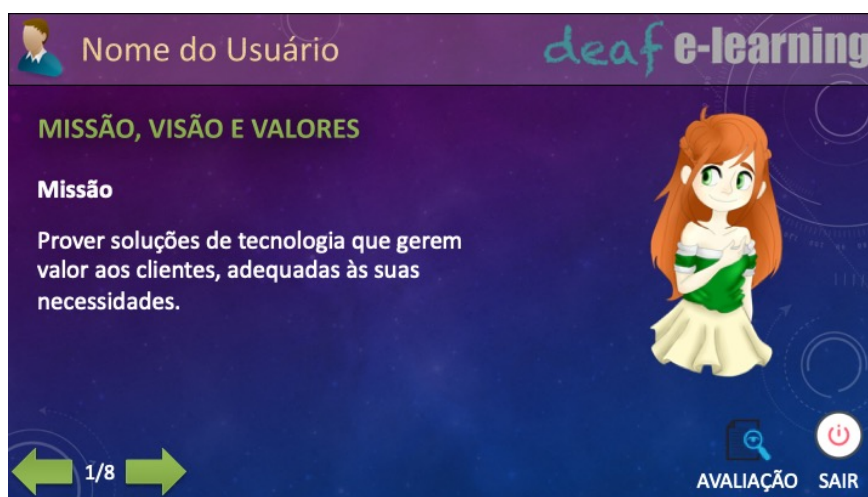 Nome do Usuário
deaf e-learning
MISSÃO, VISÃO E VALORES
Missão
Prover soluções de tecnologia que gerem
valor aos clientes, adequadas às suas
necessidades.
1/8
AVALIAÇÃO
SAIR